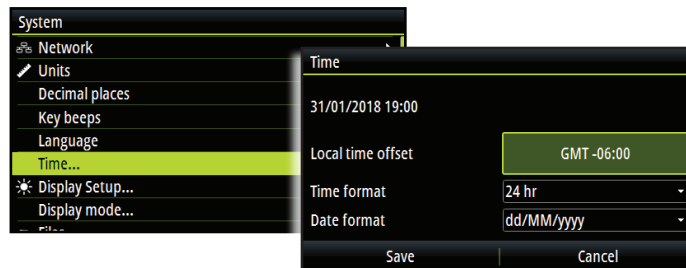 System
Network
Units
Decimal places
Key beeps
Language
Time...
Display Setup...
Display mode...
Files
Time
31/01/2018 19:00
Local time offset GMT -06:00
Time format 24 hr
Date format dd/MM/yyyy
Save Cancel